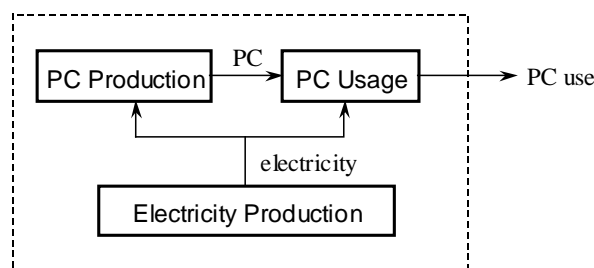 PC
PC Production
PC Usage
PC use
electricity
Electricity Production